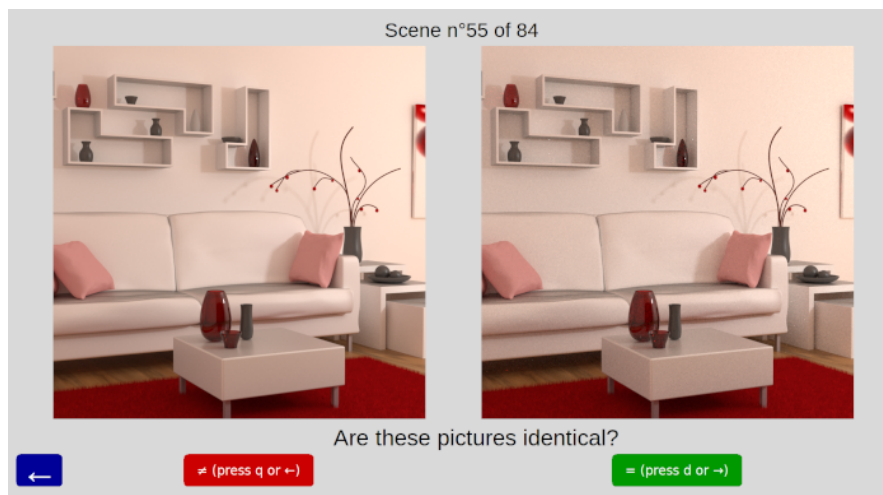 Scene n°55 of 84
Are these pictures identical?
←
≠ (press q or ←)
= (press d or →)